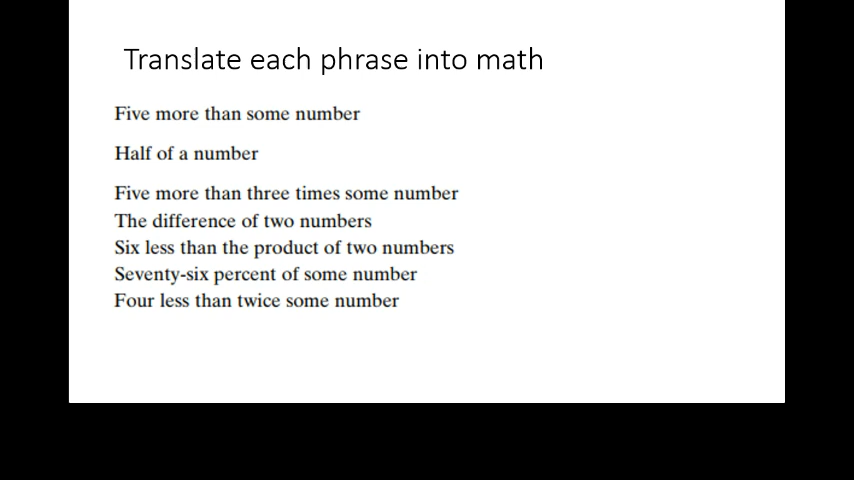 Translate each phrase into math
Five more than some number
Half of a number
Five more than three times some number
The difference of two numbers
Six less than the product of two numbers
Seventy-six percent of some number
Four less than twice some number